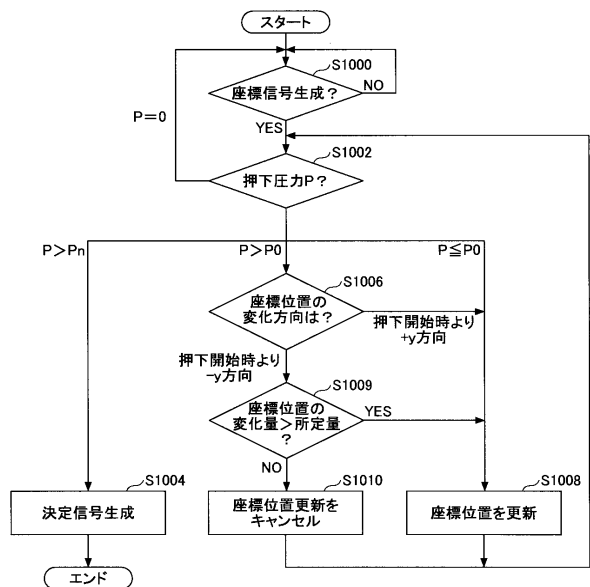 スタート
S1000
座標信号生成？
NO
P＝0
YES
S1002
押下圧力P？
P＞Pn
P＞P0
P≦P0
S1006
座標位置の
変化方向は？
押下開始時より
+y方向
押下開始時より
−y方向
S1009
座標位置の
変化量＞所定量
？
YES
NO
S1004
決定信号生成
S1010
座標位置更新を
キャンセル
S1008
座標位置を更新
エンド